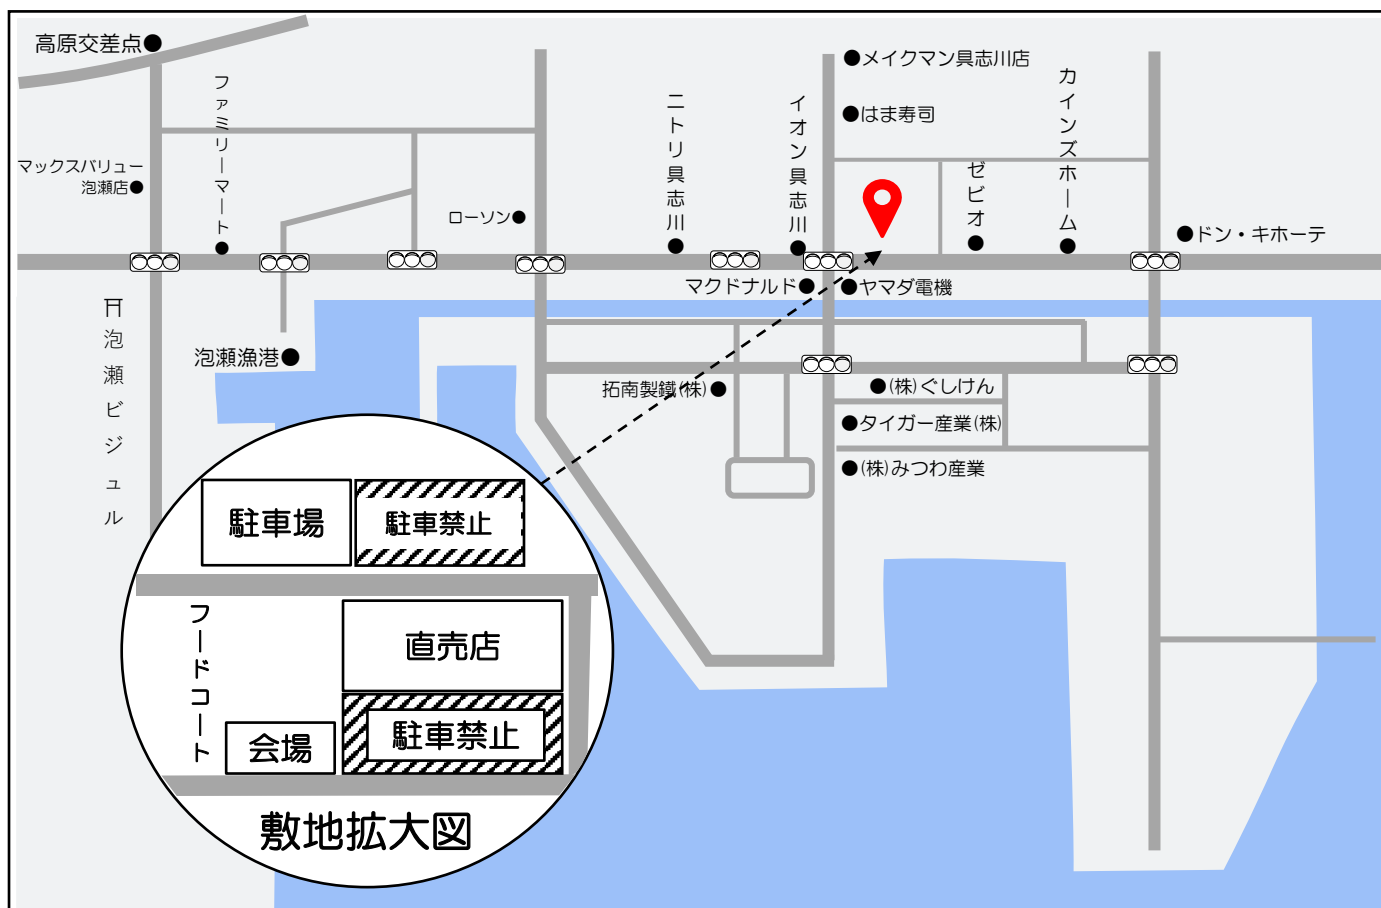 高原交差点
ファミリーマート
マックスバリュー
泡瀬店
ローソン
ニトリ具志川
イオン具志川
メイクマン具志川店
はま寿司
ゼビオ
カインズホーム
ドン・キホーテ
マクドナルド
ヤマダ電機
泡瀬ビジュル
泡瀬漁港
拓南製鐵(株)
(株)ぐしけん
タイガー産業(株)
(株)みつわ産業
駐車場
駐車禁止
フードコート
直売店
会場
駐車禁止
敷地拡大図